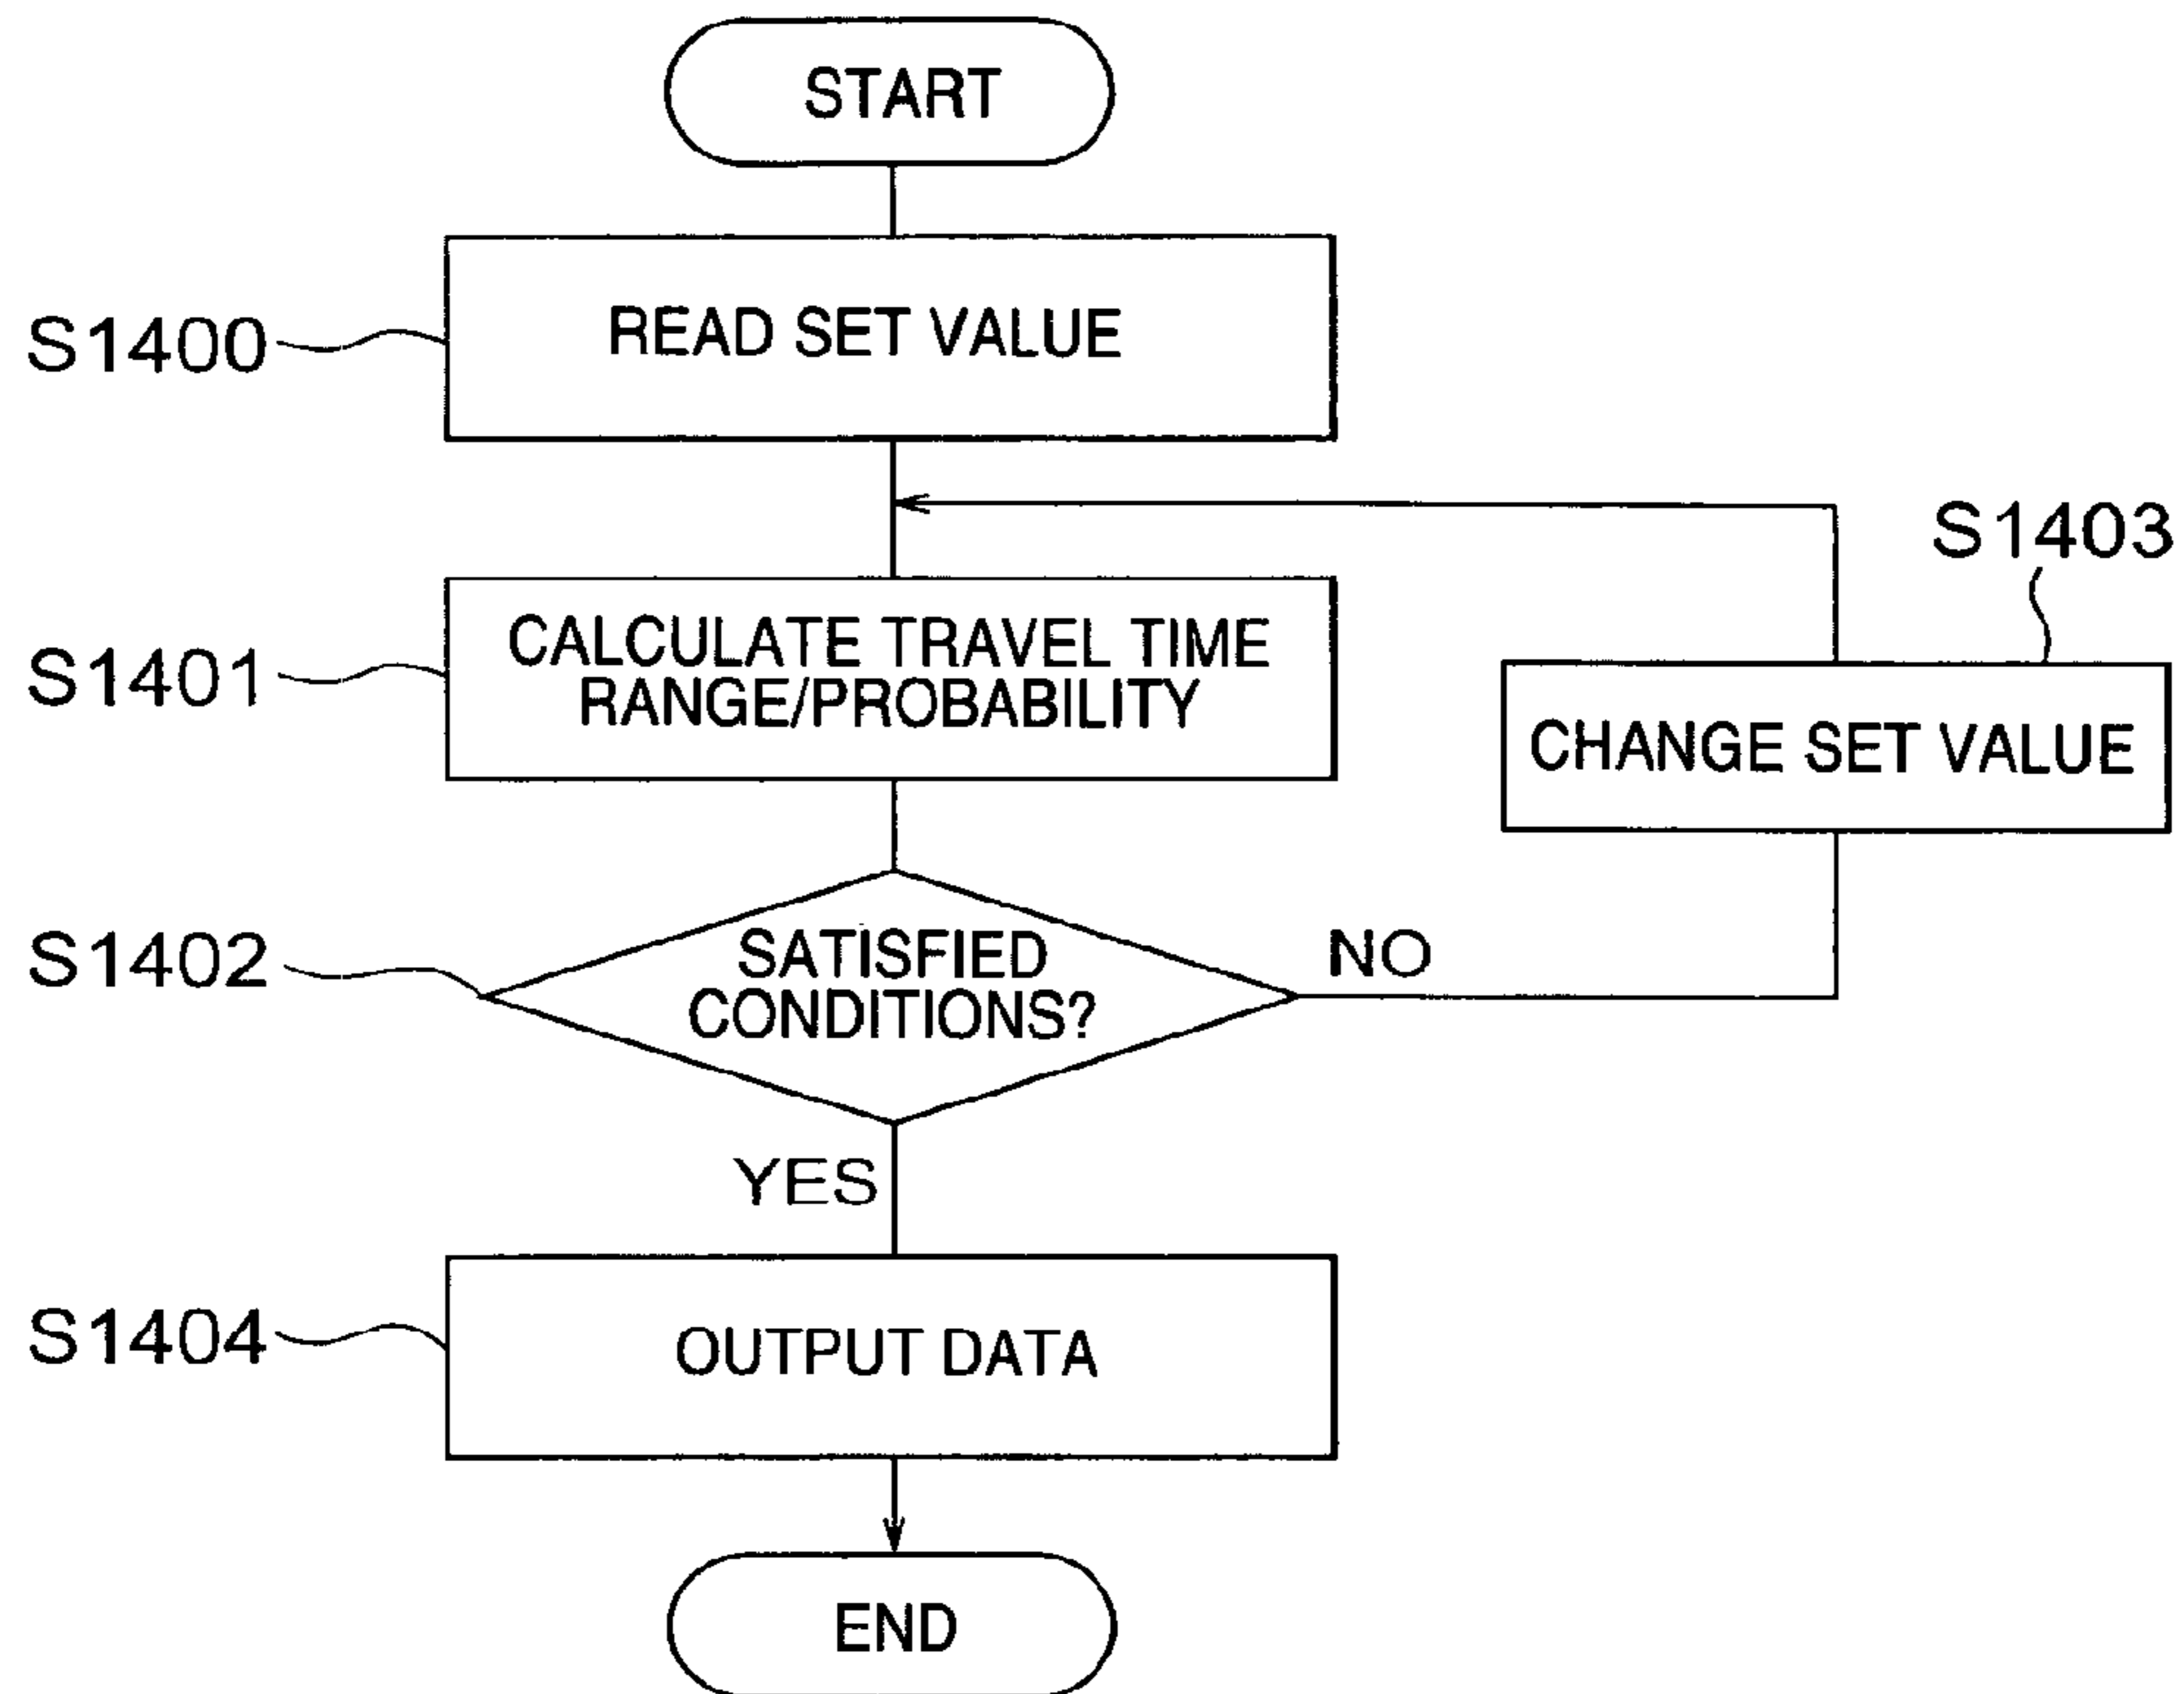 START
S1400
READ SET VALUE
S1403
S1401
CALCULATE TRAVEL TIME
RANGE/PROBABILITY
CHANGE SET VALUE
S1402
SATISFIED
CONDITIONS?
NO
YES
S1404
OUTPUT DATA
END